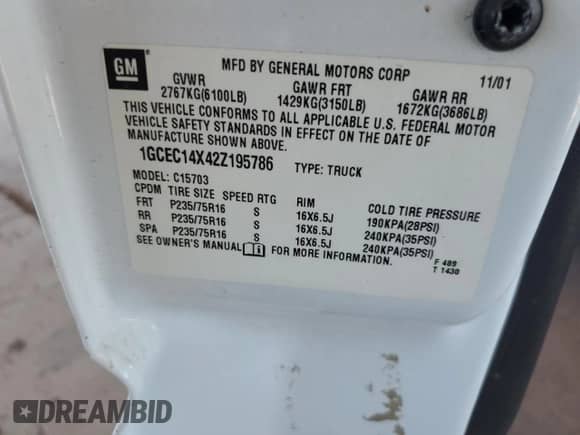 GM
MFD BY GENERAL MOTORS CORP 11/01
GVWR GAWR FRT GAWR RR
2767KG(6100LB) 1429KG(3150LB) 1672KG(3686LB)
THIS VEHICLE CONFORMS TO ALL APPLICABLE U.S. FEDERAL MOTOR
VEHICLE SAFETY STANDARDS IN EFFECT ON THE DATE OF
MANUFACTURE SHOWN ABOVE.
1GCEC14X42Z195786 TYPE: TRUCK
MODEL: C15703
CPDM TIRE SIZE SPEED RTG RIM COLD TIRE PRESSURE
FRT P235/75R16 S 16X6.5J 190KPA(28PSI)
RR P235/75R16 S 16X6.5J 240KPA(35PSI)
SPA P235/75R16 S 16X6.5J 240KPA(35PSI)
SEE OWNER'S MANUAL FOR MORE INFORMATION.
F 489
T 1430
DREAMBID